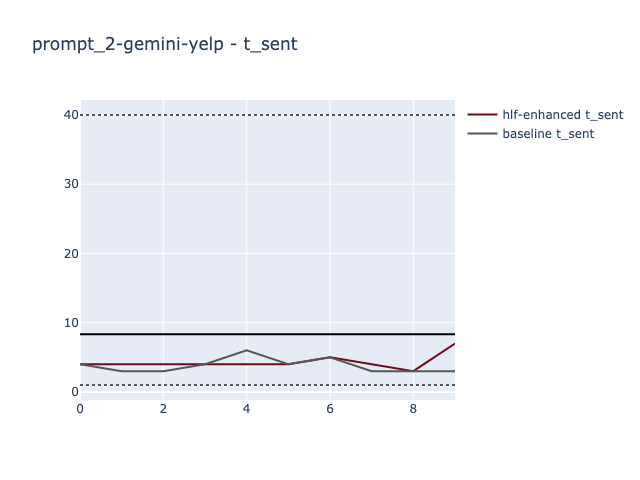 prompt_2-gemini-yelp - t_sent
hlf-enhanced t_sent
baseline t_sent
40
30
20
10
0
0 2 4 6 8